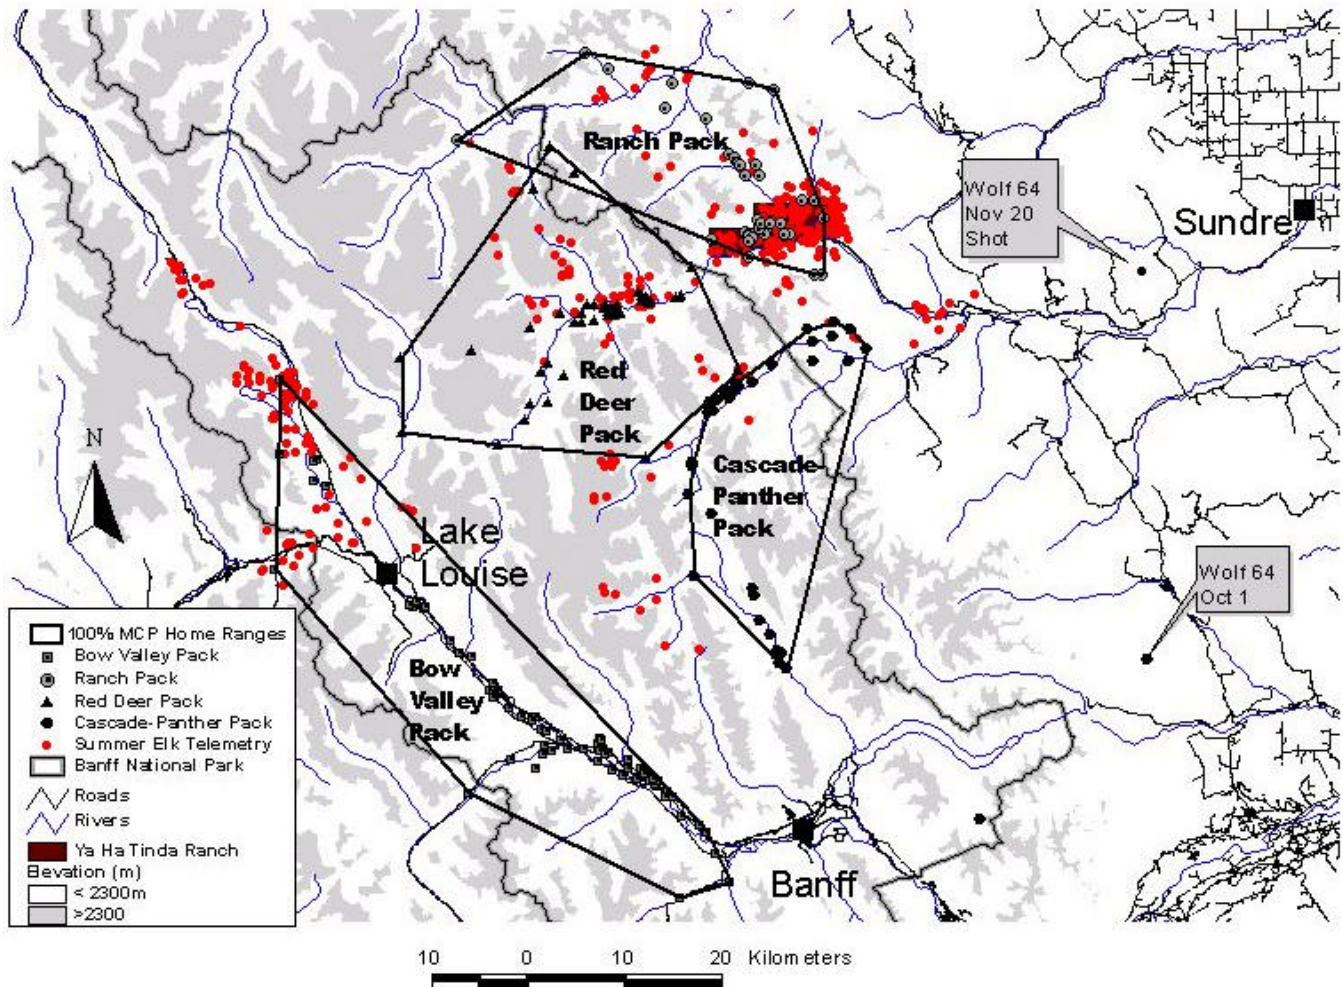 Ranch Pack
Wolf 64
Nov 20
Shot
Sundre
Red
Deer
Pack
N
Cascade-
Panther
Pack
Lake
Louise
Wolf 64
Oct 1
100% MCP Home Ranges
Bow Valley Pack
Ranch Pack
Red Deer Pack
Cascade-Panther Pack
Summer Elk Telemetry
Banff National Park
Roads
Rivers
Ya Ha Tinda Ranch
Elevation (m)
< 2300m
>2300
Bow
Valley
Pack
Banff
10 0 10 20 Kilometers